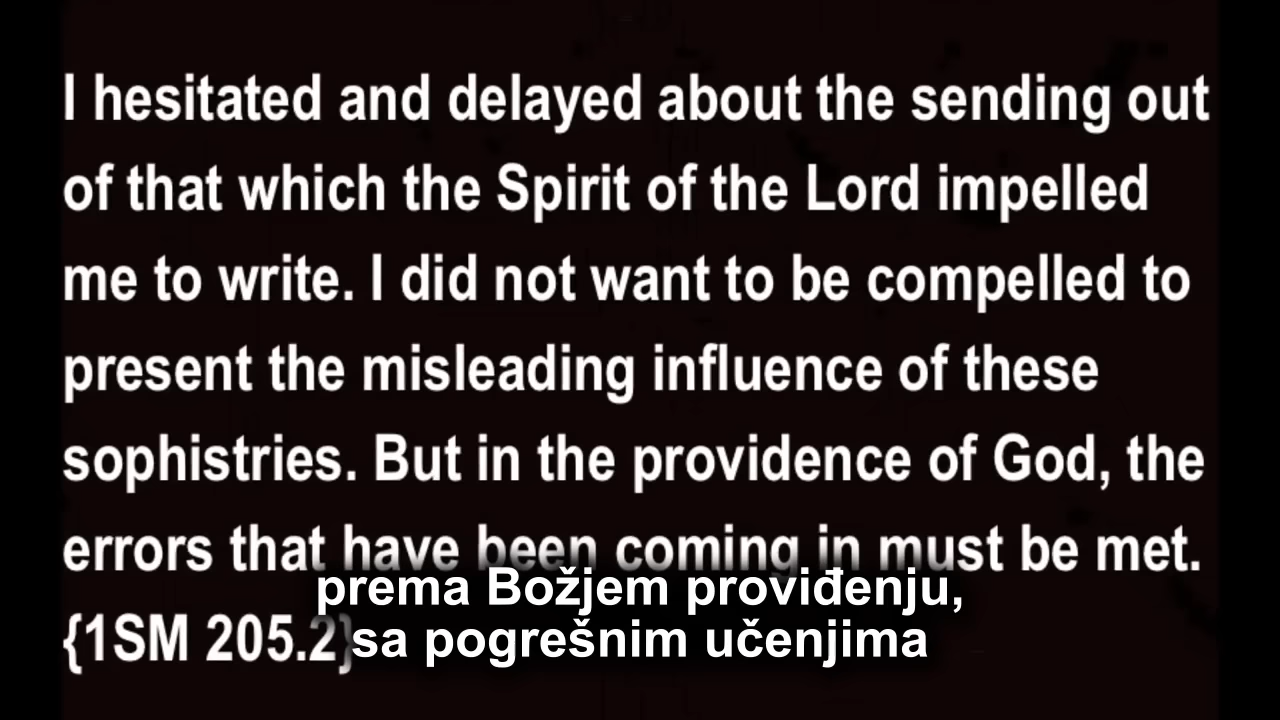 I hesitated and delayed about the sending out
of that which the Spirit of the Lord impelled
me to write. I did not want to be compelled to
present the misleading influence of these
sophistries. But in the providence of God, the
errors that have been coming in must be met.
{1SM 205.2}
prema Božjem proviđenju,
sa pogrešnim učenjima